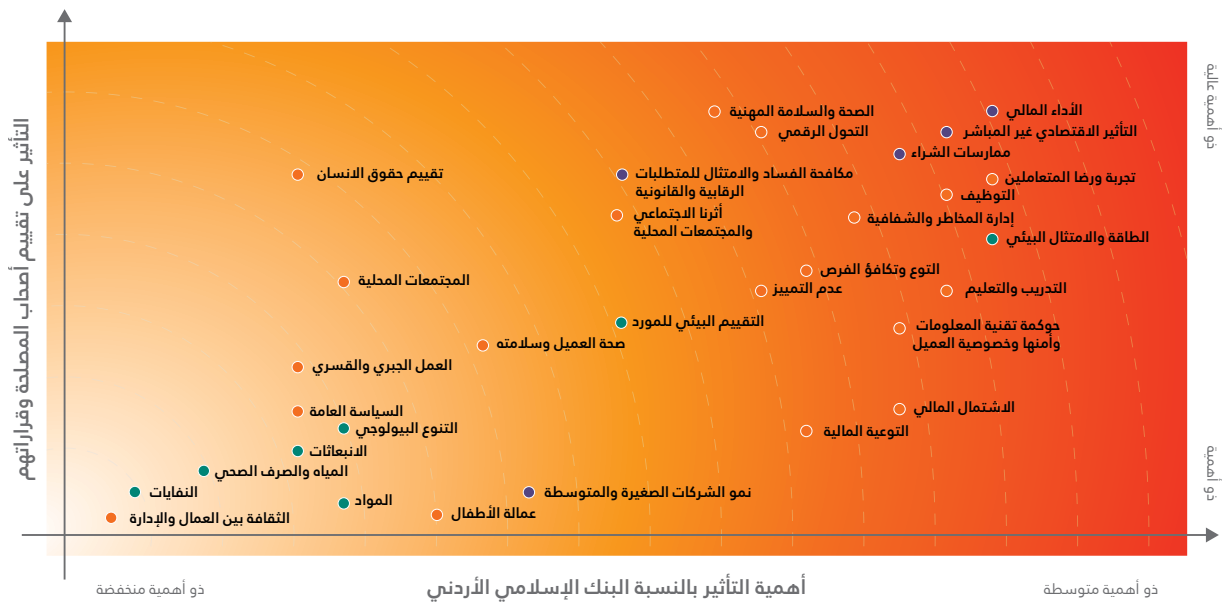 التأثير على تقييم أصحاب المصلحة وقراراتهم
ذو أهمية عالية
ذو أهمية
الصحة والسلامة المهنية
الأداء المالي
التحول الرقمي
التأثير الاقتصادي غير المباشر
ممارسات الشراء
تقييم حقوق الانسان
مكافحة الفساد والامتثال للمتطلبات
الرقابية والقانونية
تجربة ورضا المتعاملين
التوظيف
أثرنا الاجتماعي
والمجتمعات المحلية
إدارة المخاطر والشفافية
الطاقة والامتثال البيئي
المجتمعات المحلية
التوع وتكافؤ الفرص
عدم التمييز
التدريب والتعليم
التقييم البيئي للمورد
حوكمة تقنية المعلومات
وأمنها وخصوصية العميل
صحة العميل وسلامته
العمل الجبري والقسري
السياسة العامة
الاشتمال المالي
التنوع البيولوجي
التوعية المالية
الانبعاثات
المياه والصرف الصحي
النفايات
المواد
نمو الشركات الصغيرة والمتوسطة
الثقافة بين العمال والإدارة
عمالة الأطفال
ذو أهمية منخفضة
أهمية التأثير بالنسبة البنك الإسلامي الأردني
ذو أهمية متوسطة